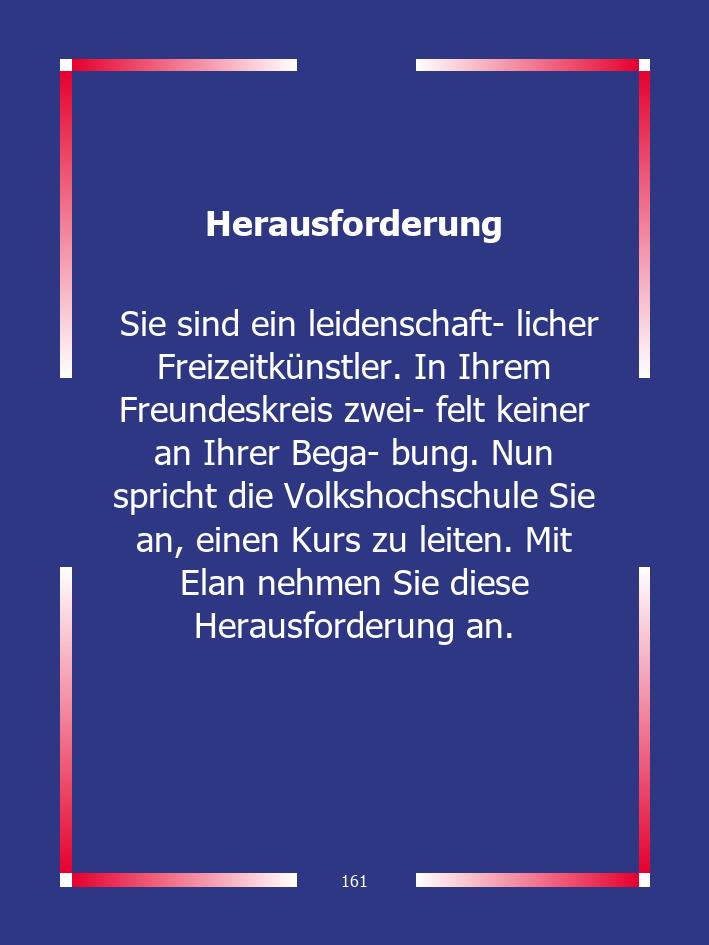 Herausforderung
Sie sind ein leidenschaft- licher
Freizeitkünstler. In Ihrem
Freundeskreis zwei- felt keiner
an Ihrer Bega- bung. Nun
spricht die Volkshochschule Sie
an, einen Kurs zu leiten. Mit
Elan nehmen Sie diese
Herausforderung an.
161